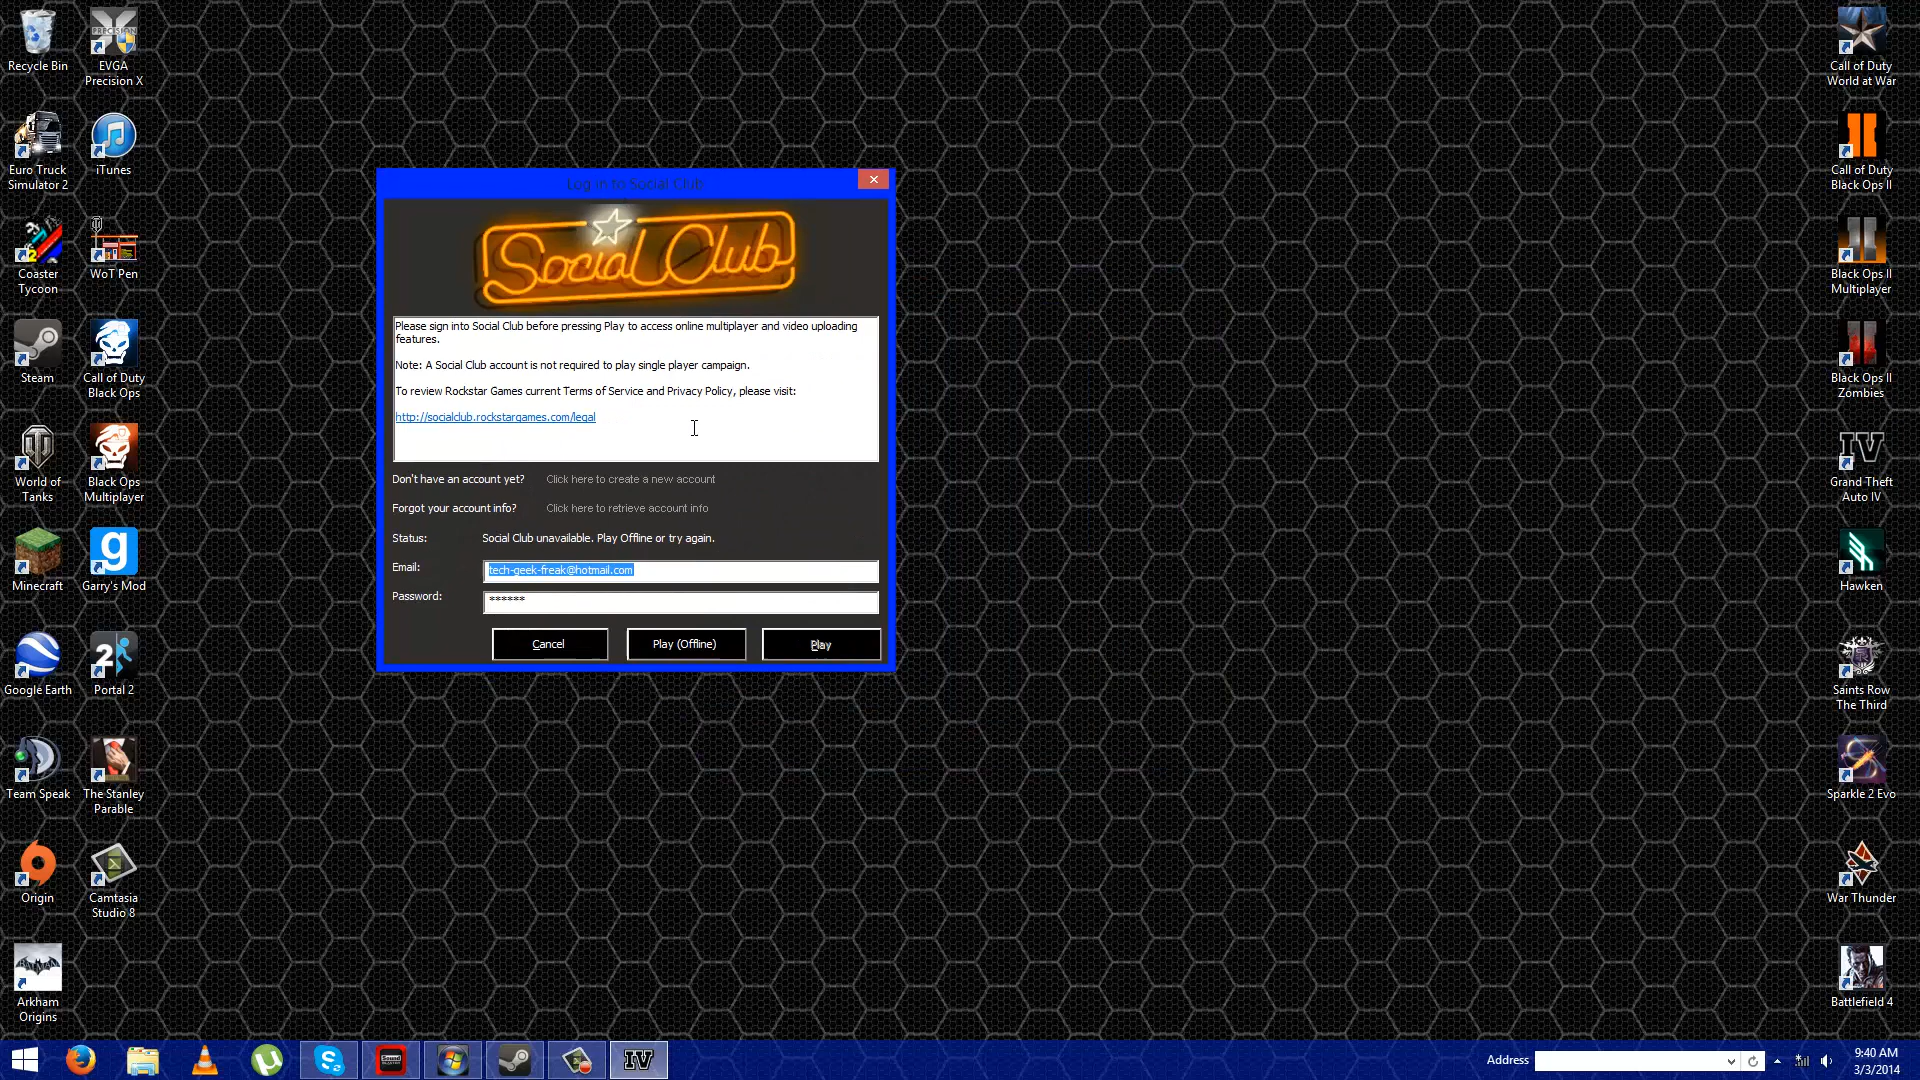 Recycle Bin
EVGA
Precision X
Euro Truck
Simulator 2
iTunes
Coaster
Tycoon
WoT Pen
Steam
Call of Duty
Black Ops
World of
Tanks
Black Ops
Multiplayer
Minecraft
Garry's Mod
Google Earth
Portal 2
Team Speak
The Stanley
Parable
Origin
Camtasia
Studio 8
Arkham
Origins
Log in to Social Club
Social Club
Please sign into Social Club before pressing Play to access online multiplayer and video uploading
features.
Note: A Social Club account is not required to play single player campaign.
To review Rockstar Games current Terms of Service and Privacy Policy, please visit:
http://socialclub.rockstargames.com/legal
Don't have an account yet? Click here to create a new account
Forgot your account info? Click here to retrieve account info
Status: Social Club unavailable. Play Offline or try again.
Email: tech-geek-freak@hotmail.com
Password: ******
Cancel Play (Offline) Play
Call of Duty
World at War
Call of Duty
Black Ops II
Black Ops II
Multiplayer
Black Ops II
Zombies
IV
Grand Theft
Auto IV
Hawken
Saints Row
The Third
Sparkle 2 Evo
War Thunder
Battlefield 4
IV
Address
9:40 AM
3/3/2014